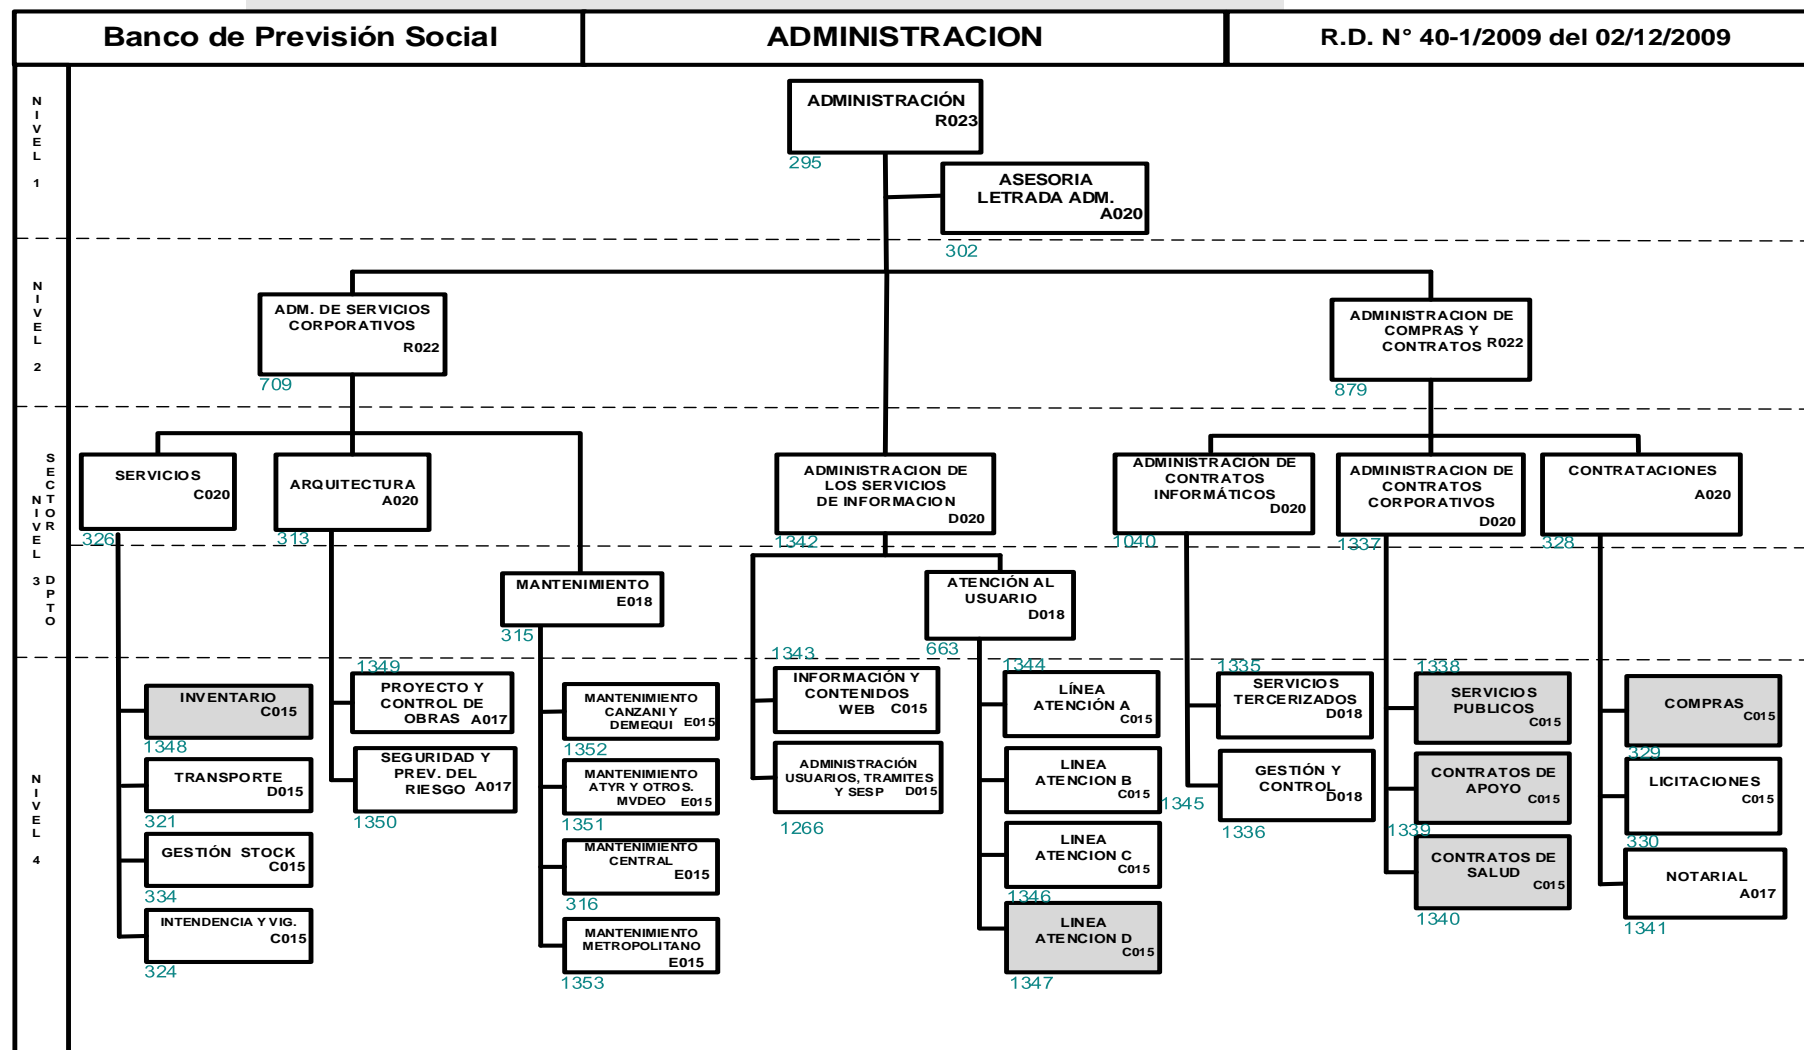 Banco de Previsión Social
ADMINISTRACION
R.D. N° 40-1/2009 del 02/12/2009
NIVEL 1
ADMINISTRACIÓN
R023
295
ASESORIA
LETRADA ADM.
A020
302
NIVEL 2
ADM. DE SERVICIOS
CORPORATIVOS
R022
709
ADMINISTRACION DE
COMPRAS Y
CONTRATOS R022
879
SECTOR DPTO
NIVEL 3
SERVICIOS
C020
326
ARQUITECTURA
A020
313
MANTENIMIENTO
E018
315
ADMINISTRACION DE
LOS SERVICIOS
DE INFORMACION
D020
1342
ATENCIÓN AL
USUARIO
D018
663
ADMINISTRACIÓN DE
CONTRATOS
INFORMÁTICOS
D020
1040
ADMINISTRACION DE
CONTRATOS
CORPORATIVOS
D020
1337
CONTRATACIONES
A020
328
NIVEL 4
INVENTARIO
C015
1348
TRANSPORTE
D015
321
GESTIÓN STOCK
C015
334
INTENDENCIA Y VIG.
C015
324
1349
PROYECTO Y
CONTROL DE
OBRAS A017
SEGURIDAD Y
PREV. DEL
RIESGO A017
1350
MANTENIMIENTO
CANZANI Y
DEMEQUI E015
1352
MANTENIMIENTO
ATYR Y OTROS.
MVDEO E015
1351
MANTENIMIENTO
CENTRAL
E015
316
MANTENIMIENTO
METROPOLITANO
E015
1353
1343
INFORMACIÓN Y
CONTENIDOS
WEB C015
ADMINISTRACIÓN
USUARIOS, TRAMITES
Y SESP D015
1266
1344
LÍNEA
ATENCIÓN A
C015
LINEA
ATENCION B
C015
1345
LINEA
ATENCION C
C015
1346
LINEA
ATENCION D
C015
1347
1335
SERVICIOS
TERCERIZADOS
D018
GESTIÓN Y
CONTROL
D018
1336
1338
SERVICIOS
PUBLICOS
C015
CONTRATOS DE
APOYO
C015
1339
CONTRATOS DE
SALUD
C015
1340
COMPRAS
C015
329
LICITACIONES
C015
330
NOTARIAL
A017
1341